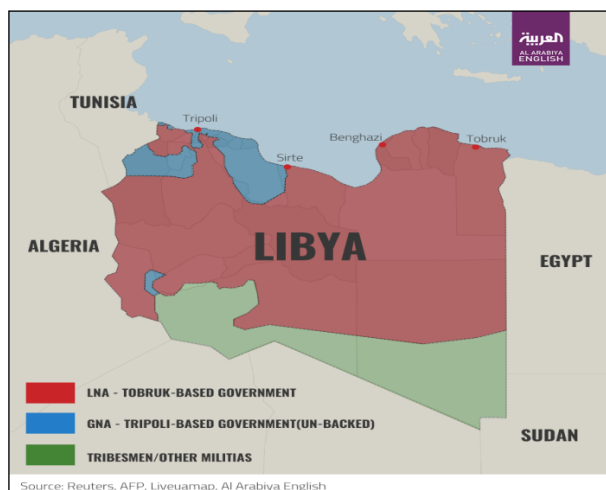 العربية
AL ARABIYA
ENGLISH
TUNISIA
Tripoli
Benghazi
Tobruk
Sirte
LIBYA
ALGERIA
EGYPT
LNA - TOBRUK-BASED GOVERNMENT
GNA - TRIPOLI-BASED GOVERNMENT(UN-BACKED)
TRIBESMEN/OTHER MILITIAS
SUDAN
Source: Reuters, AFP, Liveuamap, Al Arabiya English